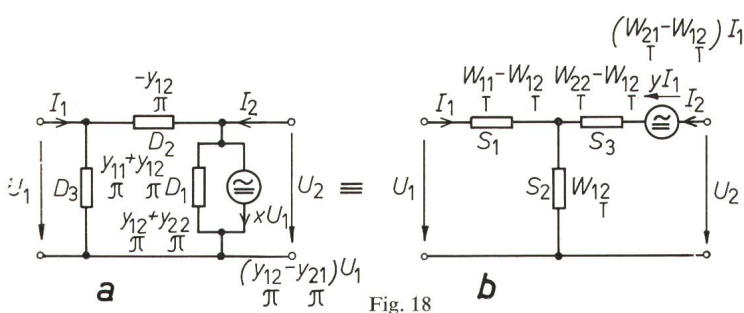 (W21-W12)I1
T T
-y12
π
W11-W12 W22-W12 yI1
T T T T
I1 I2 I1 I2
D2 S1 S3
y11+y12
π π
U1 D3 D1 U2 ≡ U1 S2 W12 U2
T
y12+y22 xU1
π π
(y12-y21)U1
π π
a b
Fig. 18